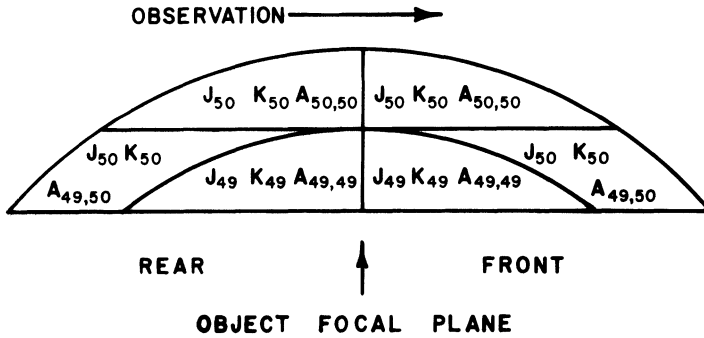 OBSERVATION
J₅₀ K₅₀ A₅₀,₅₀ J₅₀ K₅₀ A₅₀,₅₀
J₅₀ K₅₀ J₅₀ K₅₀
A₄₉,₅₀ J₄₉ K₄₉ A₄₉,₄₉ J₄₉ K₄₉ A₄₉,₄₉ A₄₉,₅₀
REAR FRONT
OBJECT FOCAL PLANE